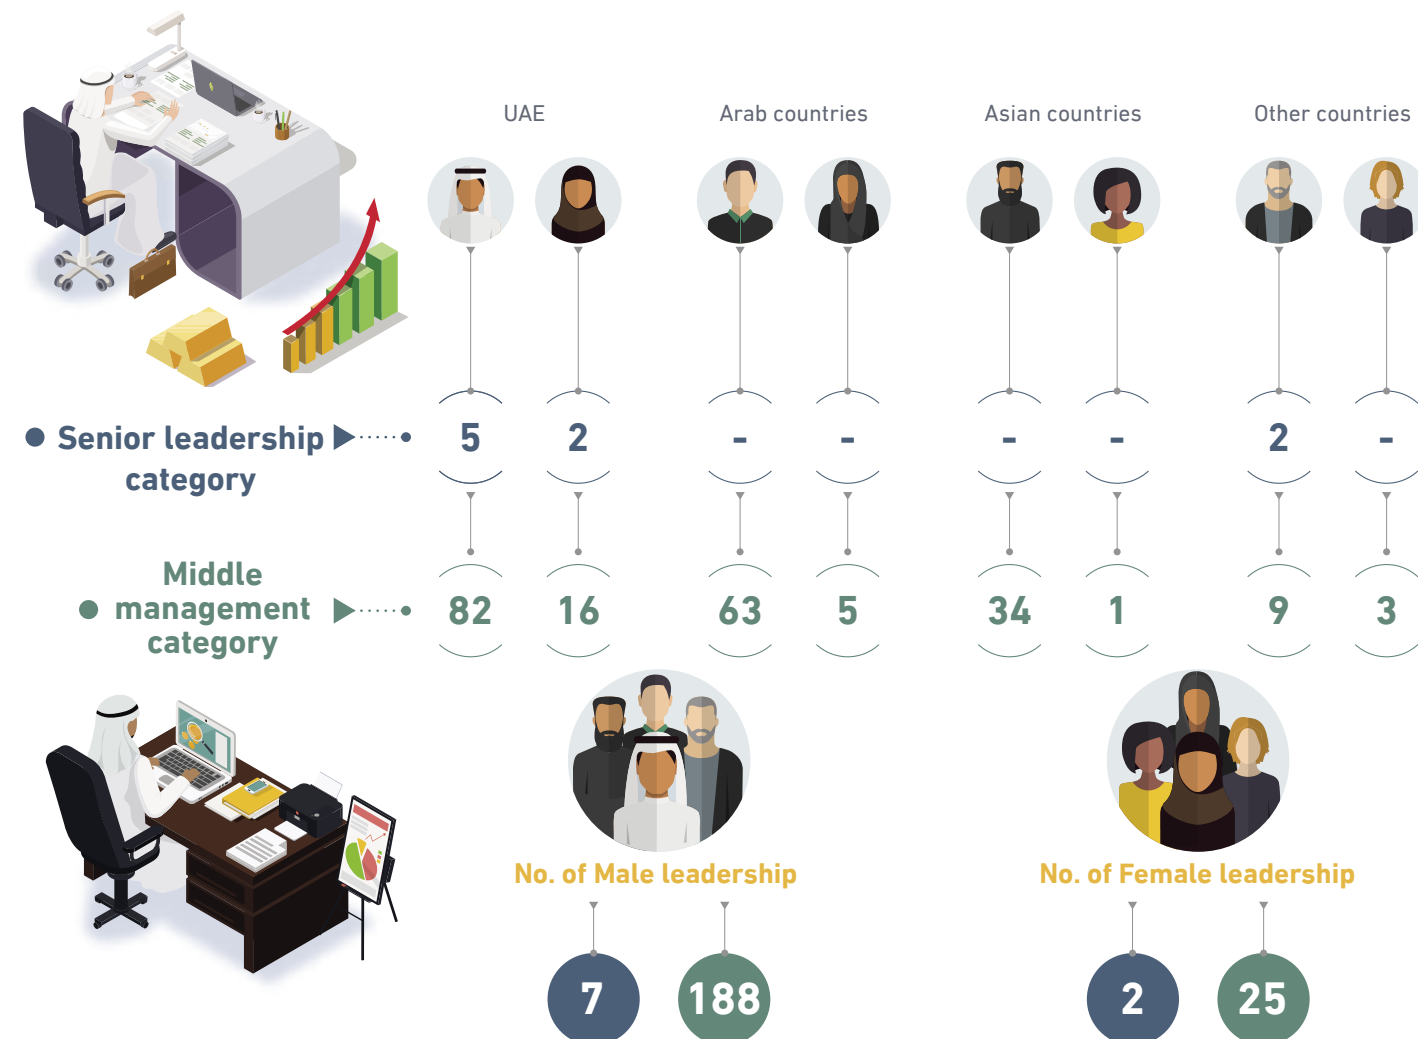 UAE
Arab countries
Asian countries
Other countries
Senior leadership
category
5 2 - - - - 2 -
Middle
management
category
82 16 63 5 34 1 9 3
No. of Male leadership
No. of Female leadership
7 188
2 25